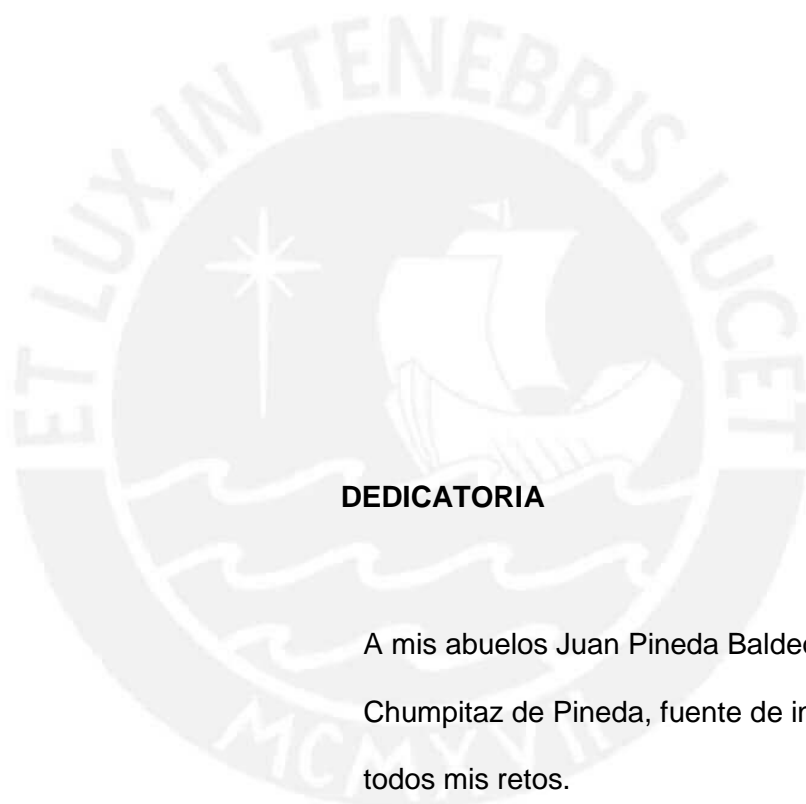 ET LUX IN TENEBRIS LUCET
DEDICATORIA
A mis abuelos Juan Pineda
Chumpitaz de Pineda, fuente de
todos mis retos.
MCMXVII